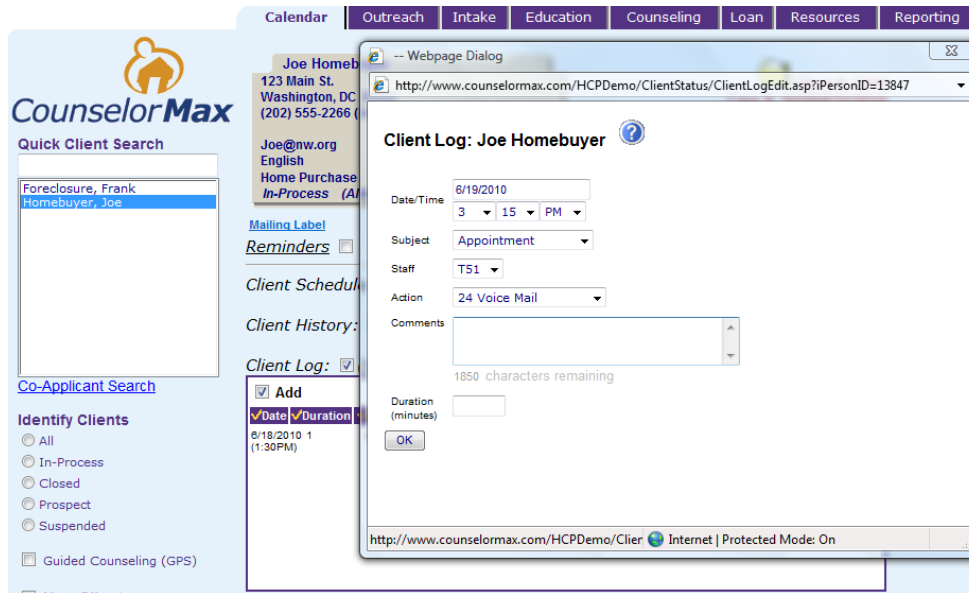 Calendar Outreach Intake Education Counseling Loan Resources Reporting
CounselorMax
Quick Client Search
Foreclosure, Frank
Homebuyer, Joe
Co-Applicant Search
Identify Clients
All
In-Process
Closed
Prospect
Suspended
Guided Counseling (GPS)
Joe Homeb
123 Main St.
Washington, DC
(202) 555-2266 (
Joe@nw.org
English
Home Purchase
In-Process (Al
Mailing Label
Reminders
Client Schedul
Client History:
Client Log:
Add
Date Duration
6/18/2010 1
(1:30PM)
-- Webpage Dialog
http://www.counselormax.com/HCPDemo/ClientStatus/ClientLogEdit.asp?iPersonID=13847
Client Log: Joe Homebuyer ?
Date/Time 6/19/2010
3 15 PM
Subject Appointment
Staff T51
Action 24 Voice Mail
Comments
1850 characters remaining
Duration
(minutes)
OK
http://www.counselormax.com/HCPDemo/Clier Internet | Protected Mode: On